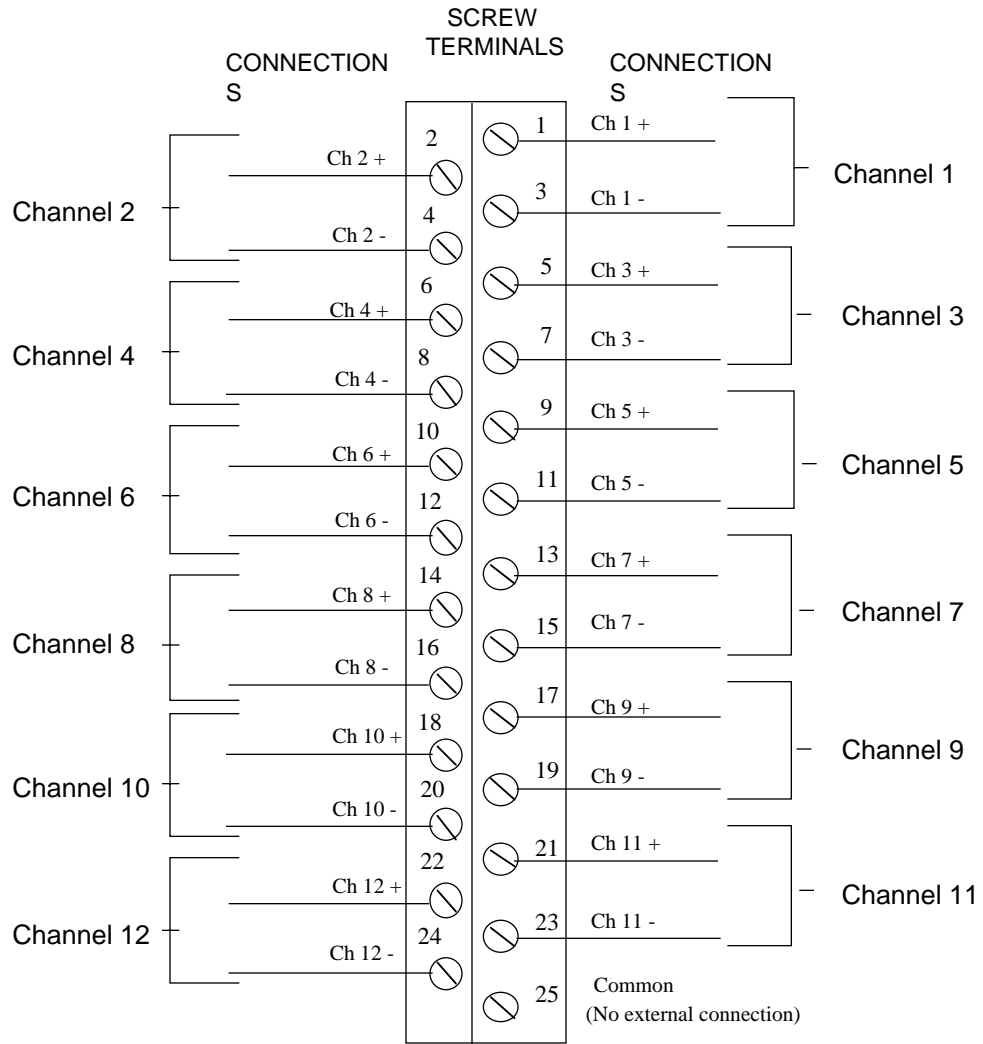 SCREW
TERMINALS
CONNECTION
S
CONNECTION
S
1
Ch 1 +
Channel 1
2
Ch 2 +
3
Ch 1 -
Channel 2
4
Ch 2 -
5
Ch 3 +
6
Ch 4 +
Channel 3
7
Ch 3 -
Channel 4
8
Ch 4 -
9
Ch 5 +
10
Ch 6 +
Channel 5
11
Ch 5 -
Channel 6
12
Ch 6 -
13
Ch 7 +
14
Ch 8 +
Channel 7
15
Ch 7 -
Channel 8
16
Ch 8 -
17
Ch 9 +
18
Ch 10 +
Channel 9
19
Ch 9 -
Channel 10
20
Ch 10 -
21
Ch 11 +
22
Ch 12 +
Channel 11
23
Ch 11 -
Channel 12
24
Ch 12 -
25
Common
(No external connection)